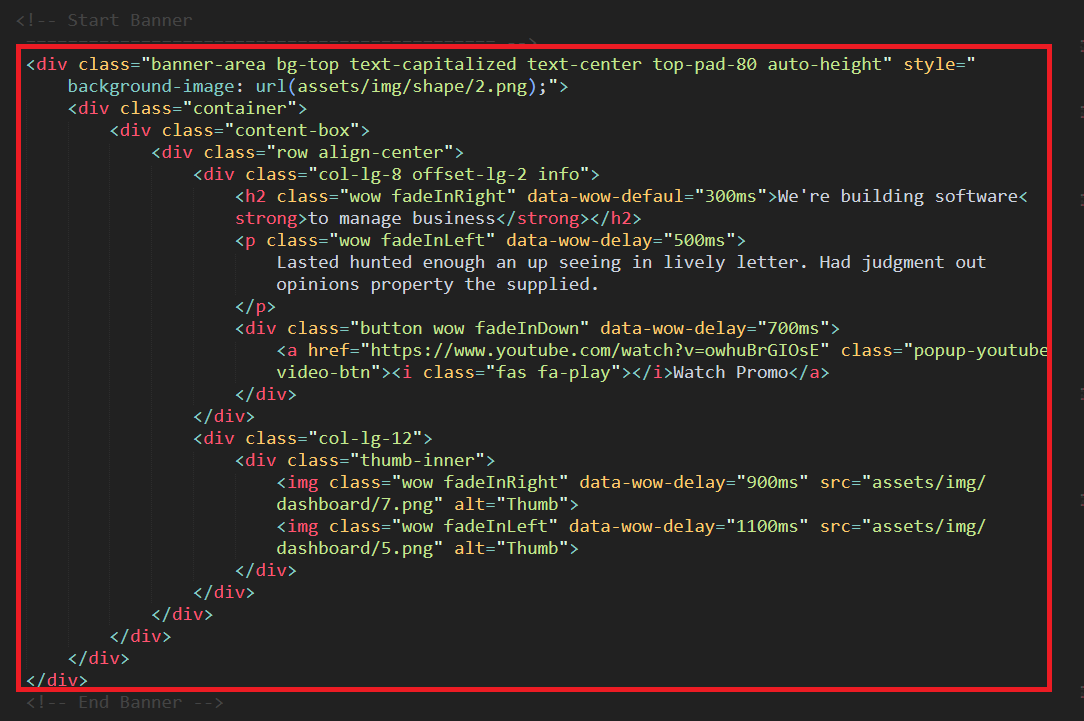 <!-- Start Banner
============================================= -->
<div class="banner-area bg-top text-capitalized text-center top-pad-80 auto-height" style="
background-image: url(assets/img/shape/2.png);">
<div class="container">
<div class="content-box">
<div class="row align-center">
<div class="col-lg-8 offset-lg-2 info">
<h2 class="wow fadeInRight" data-wow-defaul="300ms">We're building software<
strong>to manage business</strong></h2>
<p class="wow fadeInLeft" data-wow-delay="500ms">
Lasted hunted enough an up seeing in lively letter. Had judgment out
opinions property the supplied.
</p>
<div class="button wow fadeInDown" data-wow-delay="700ms">
<a href="https://www.youtube.com/watch?v=owhuBrGIOsE" class="popup-youtube
video-btn"><i class="fas fa-play"></i>Watch Promo</a>
</div>
</div>
<div class="col-lg-12">
<div class="thumb-inner">
<img class="wow fadeInRight" data-wow-delay="900ms" src="assets/img/
dashboard/7.png" alt="Thumb">
<img class="wow fadeInLeft" data-wow-delay="1100ms" src="assets/img/
dashboard/5.png" alt="Thumb">
</div>
</div>
</div>
</div>
</div>
</div>
<!-- End Banner -->